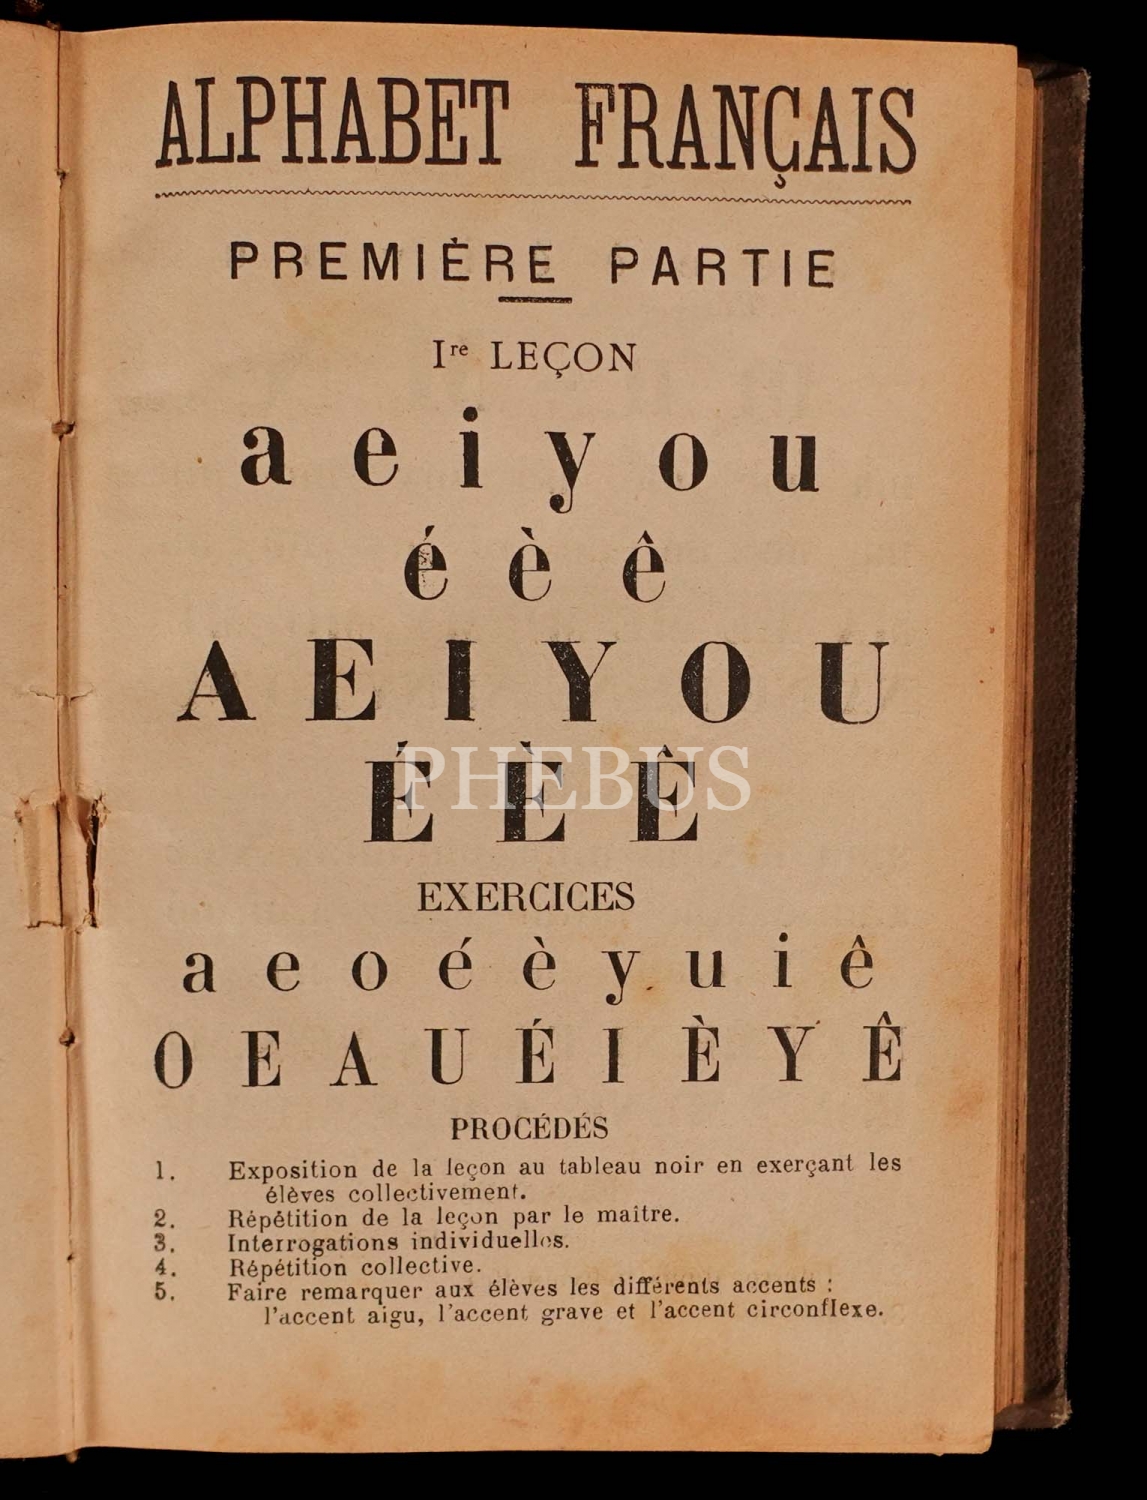 ALPHABET FRANÇAIS
PREMIÈRE PARTIE
Ire LEÇON
a e i y o u
é è ê
A E I Y O U
É È Ê
PHEBUS
EXERCICES
a e o é è y u i ê
O E A U É I È Y Ê
PROCÉDÉS
1. Exposition de la leçon au tableau noir en exerçant les
élèves collectivement.
2. Répétition de la leçon par le maître.
3. Interrogations individuelles.
4. Répétition collective.
5. Faire remarquer aux élèves les différents accents :
l'accent aigu, l'accent grave et l'accent circonflexe.